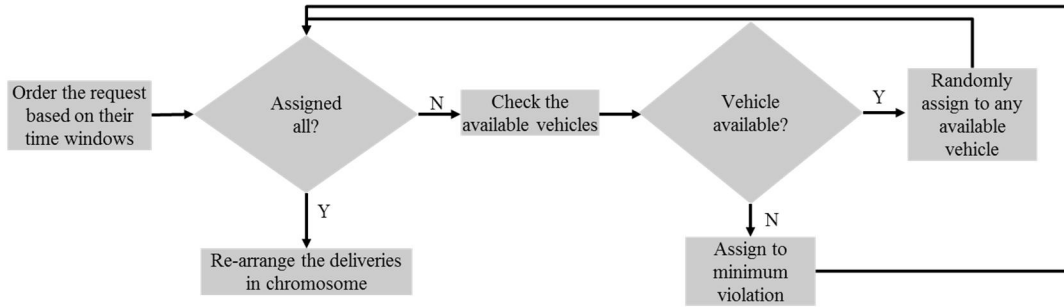 Order the request
based on their
time windows
Assigned
all?
N
Check the
available vehicles
Vehicle
available?
Y
Randomly
assign to any
available
vehicle
Y
Re-arrange the deliveries
in chromosome
N
Assign to
minimum
violation